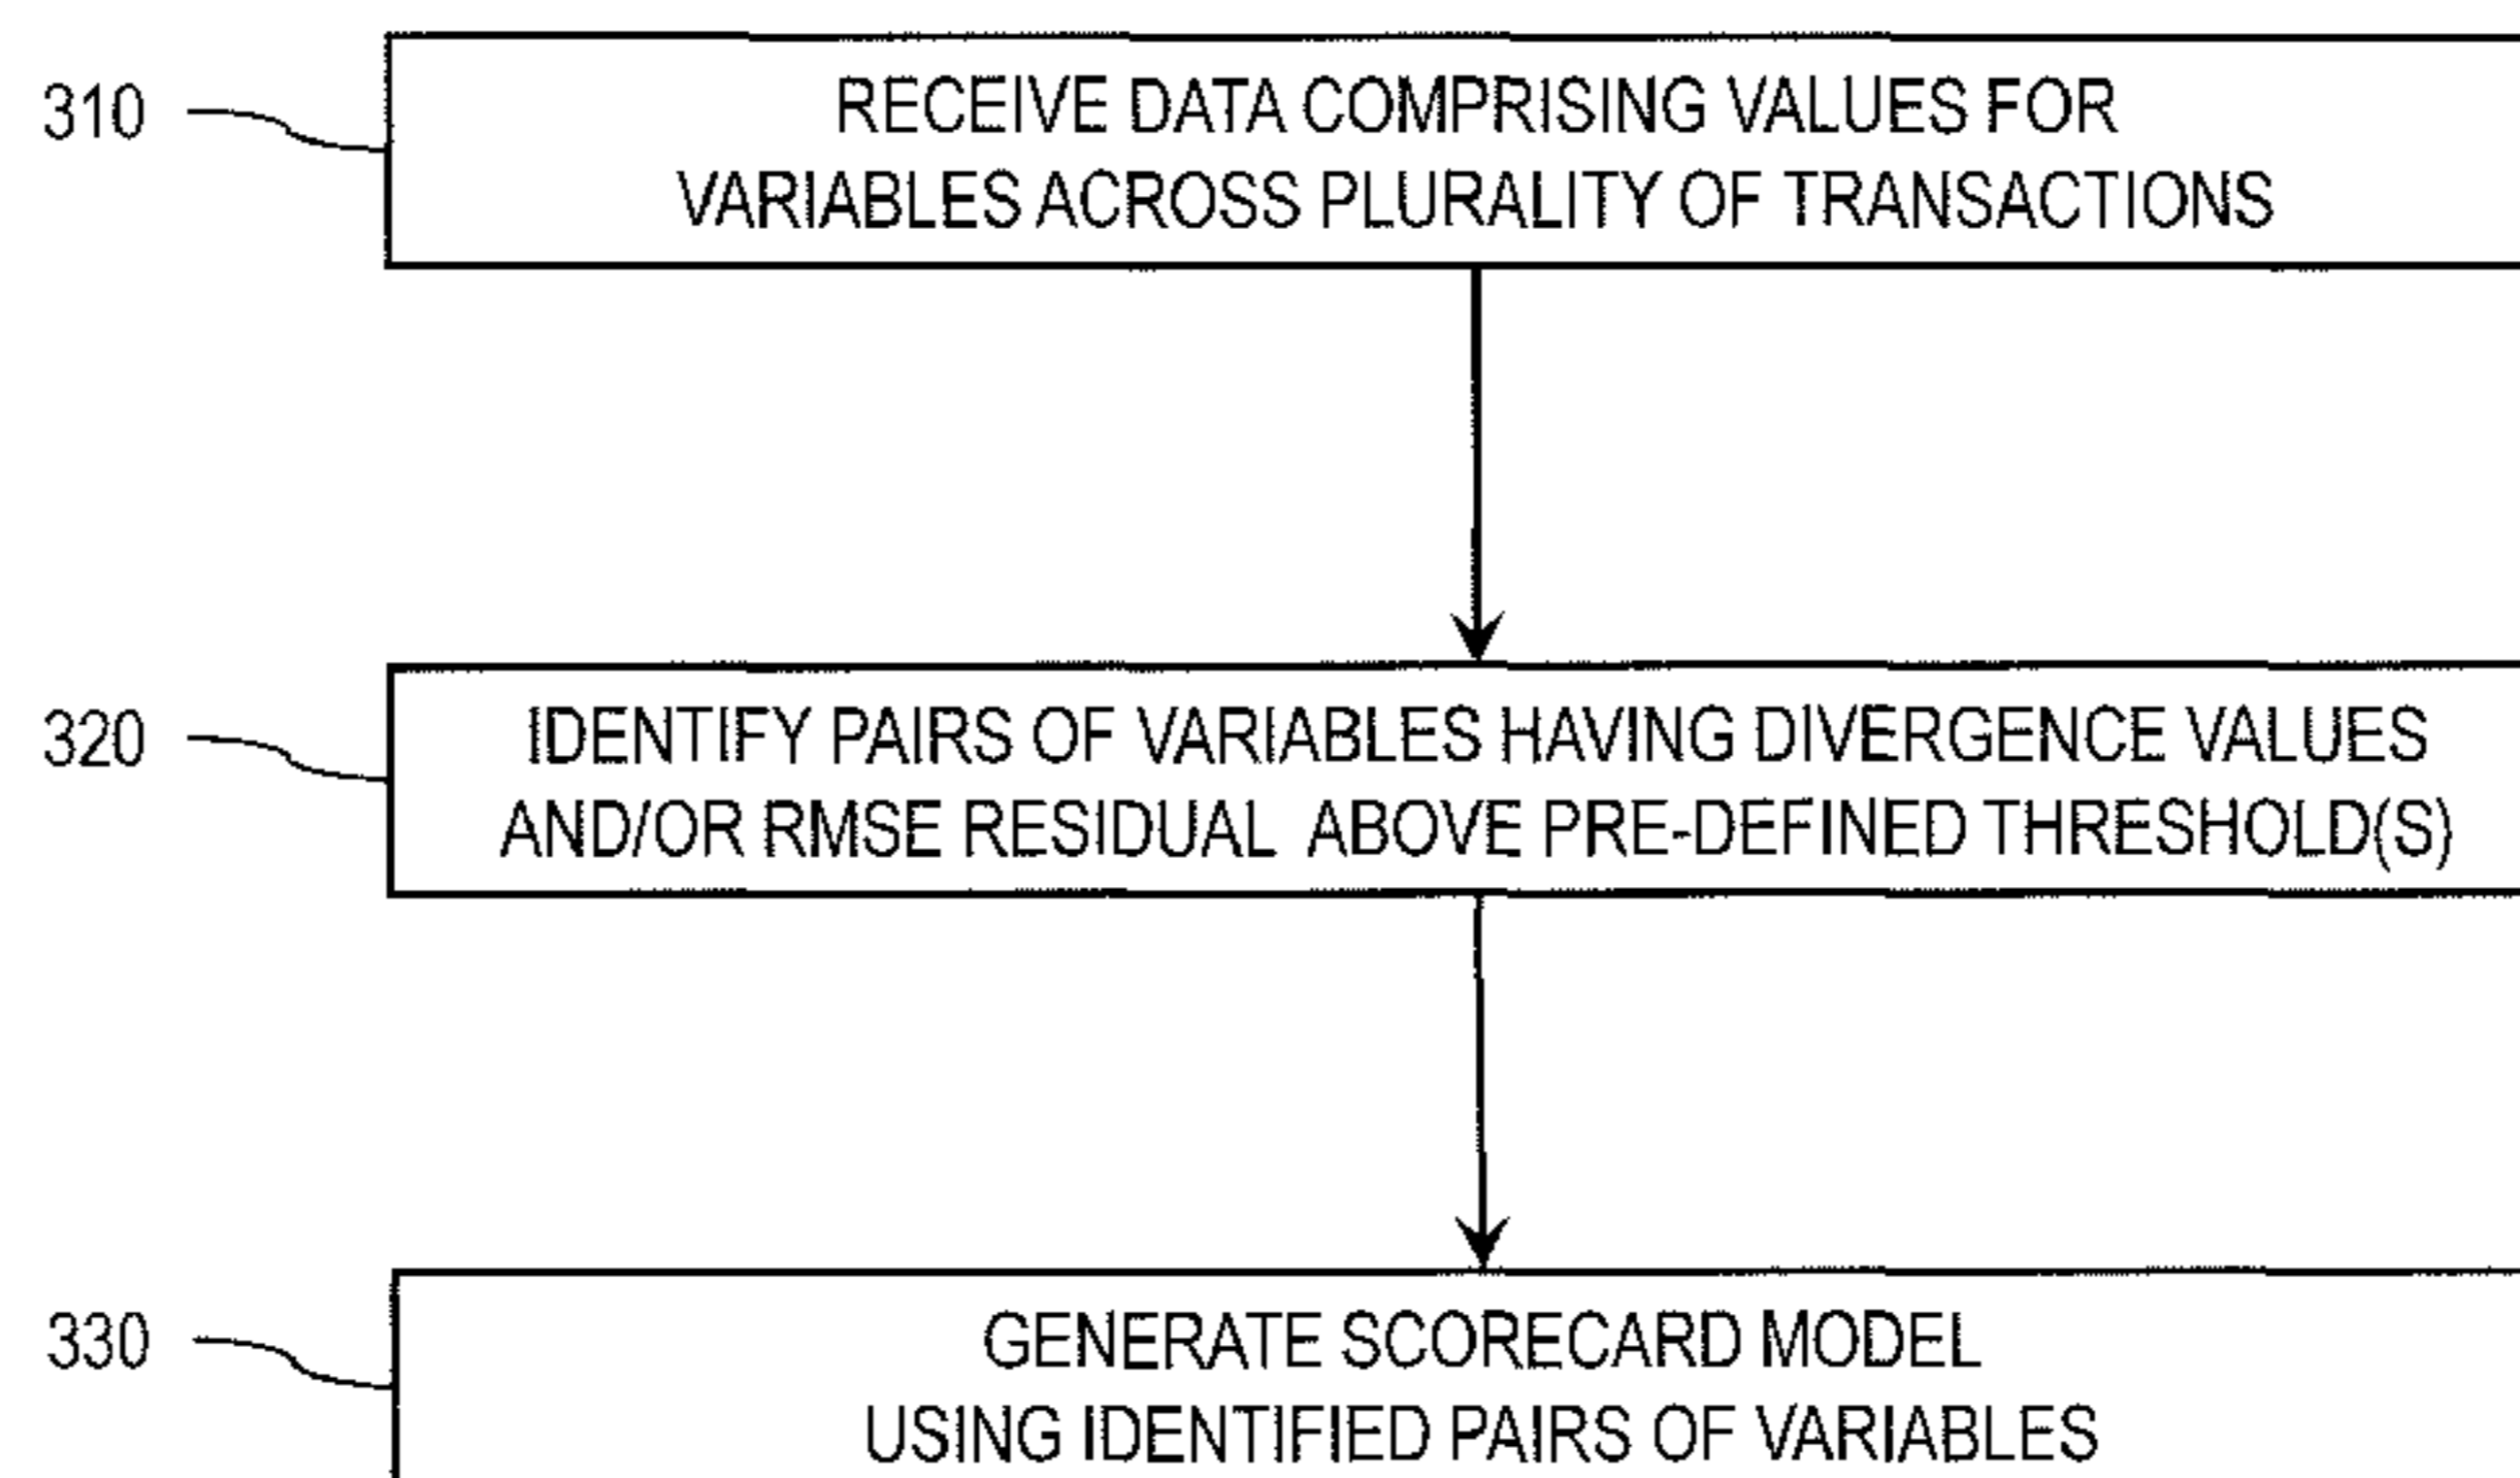 310
RECEIVE DATA COMPRISING VALUES FOR
VARIABLES ACROSS PLURALITY OF TRANSACTIONS
320
IDENTIFY PAIRS OF VARIABLES HAVING DIVERGENCE VALUES
AND/OR RMSE RESIDUAL ABOVE PRE-DEFINED THRESHOLD(S)
330
GENERATE SCORECARD MODEL
USING IDENTIFIED PAIRS OF VARIABLES